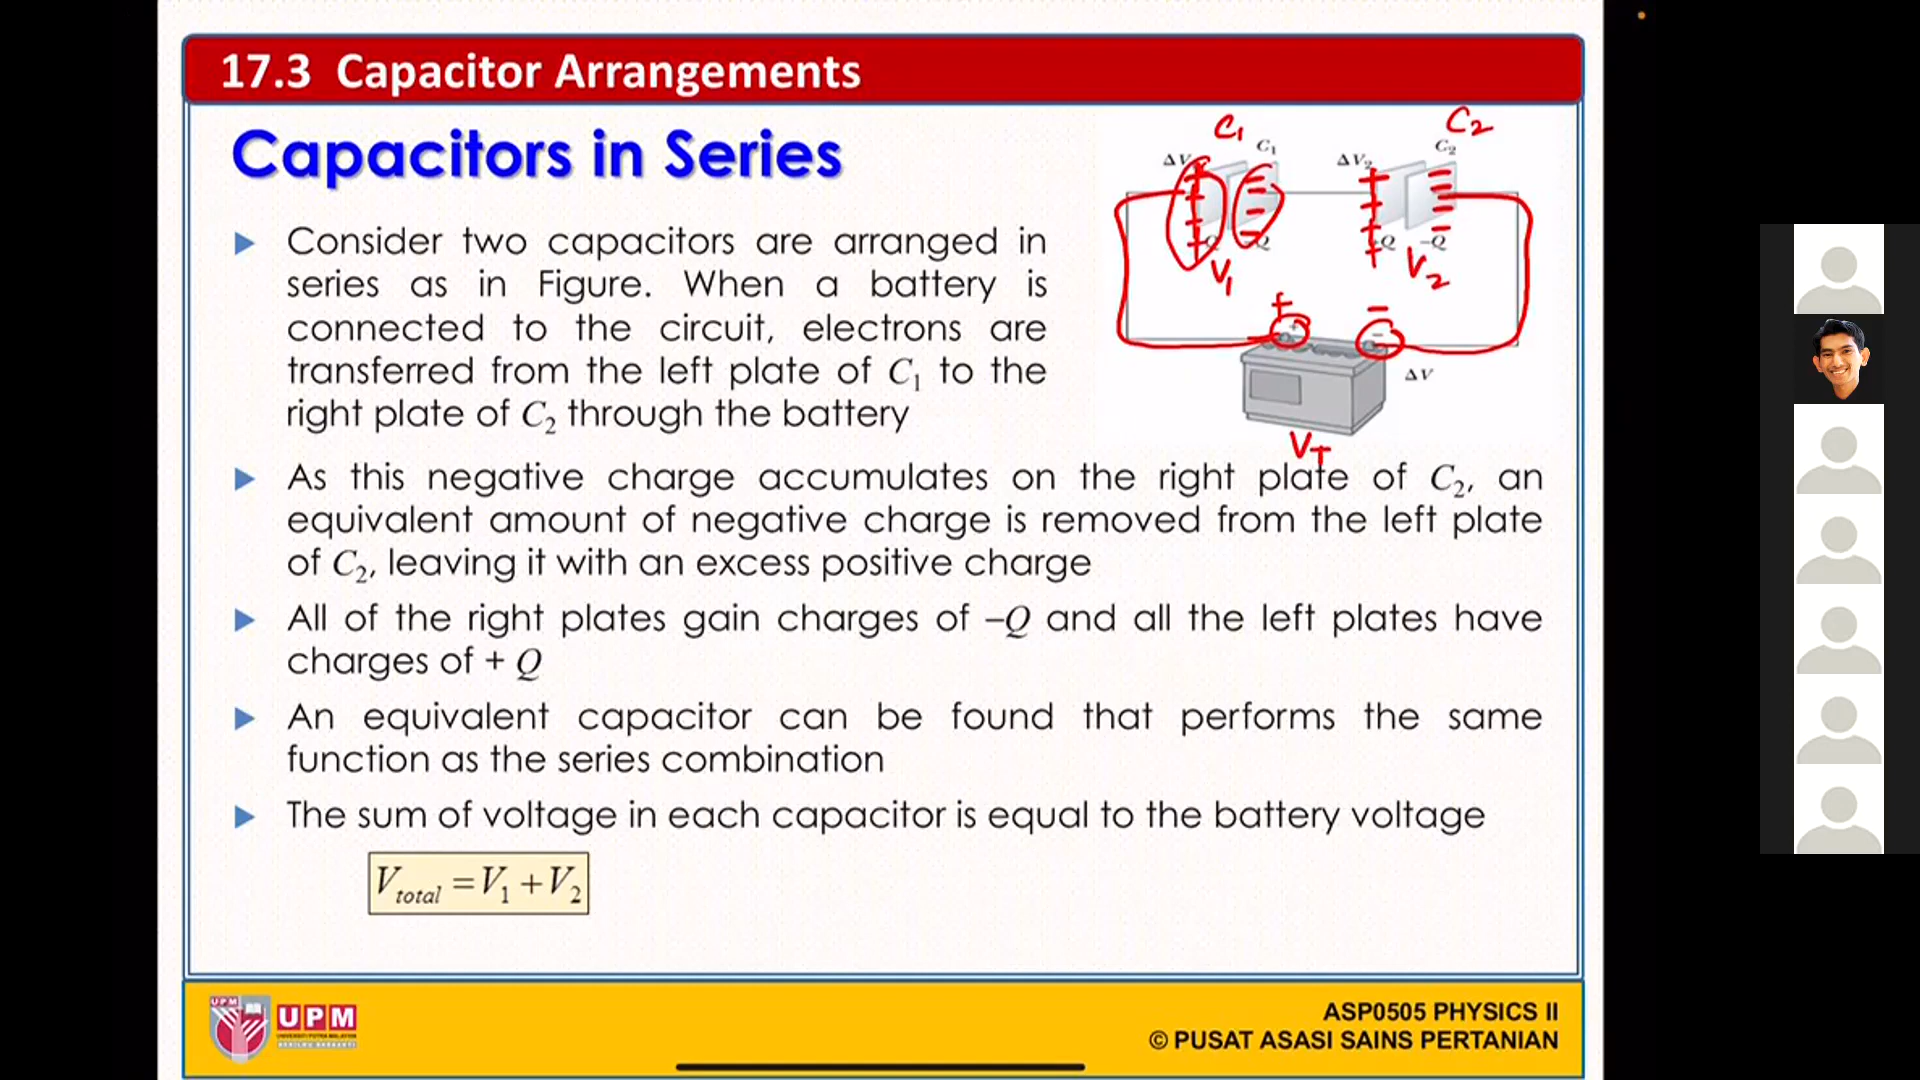 17.3 Capacitor Arrangements
Capacitors in Series
Consider two capacitors are arranged in
series as in Figure. When a battery is
connected to the circuit, electrons are
transferred from the left plate of C₁ to the
right plate of C₂ through the battery
C₁
C₂
C₁
C₂
ΔV
ΔV₂
+ Q
-Q
V₁
V₂
+
-
ΔV
V_T
As this negative charge accumulates on the right plate of C₂, an
equivalent amount of negative charge is removed from the left plate
of C₂, leaving it with an excess positive charge
All of the right plates gain charges of –Q and all the left plates have
charges of + Q
An equivalent capacitor can be found that performs the same
function as the series combination
The sum of voltage in each capacitor is equal to the battery voltage
V_total = V₁ + V₂
UPM
UPM
UNIVERSITI PUTRA MALAYSIA
ASP0505 PHYSICS II
© PUSAT ASASI SAINS PERTANIAN